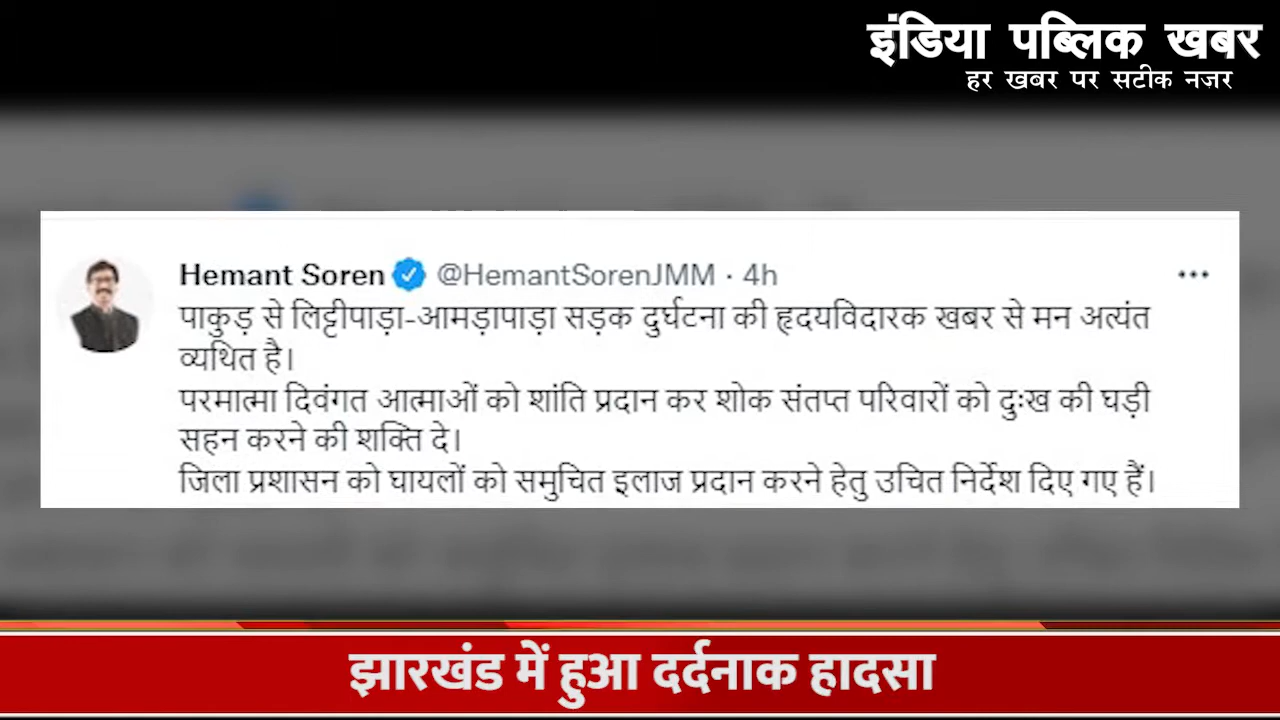 इंडिया पब्लिक खबर
हर खबर पर सटीक नजर
Hemant Soren @HemantSorenJMM · 4h
पाकुड़ से लिट्टीपाड़ा-आमड़ापाड़ा सड़क दुर्घटना की हृदयविदारक खबर से मन अत्यंत
व्यथित है।
परमात्मा दिवंगत आत्माओं को शांति प्रदान कर शोक संतप्त परिवारों को दुःख की घड़ी
सहन करने की शक्ति दे।
जिला प्रशासन को घायलों को समुचित इलाज प्रदान करने हेतु उचित निर्देश दिए गए हैं।
झारखंड में हुआ दर्दनाक हादसा